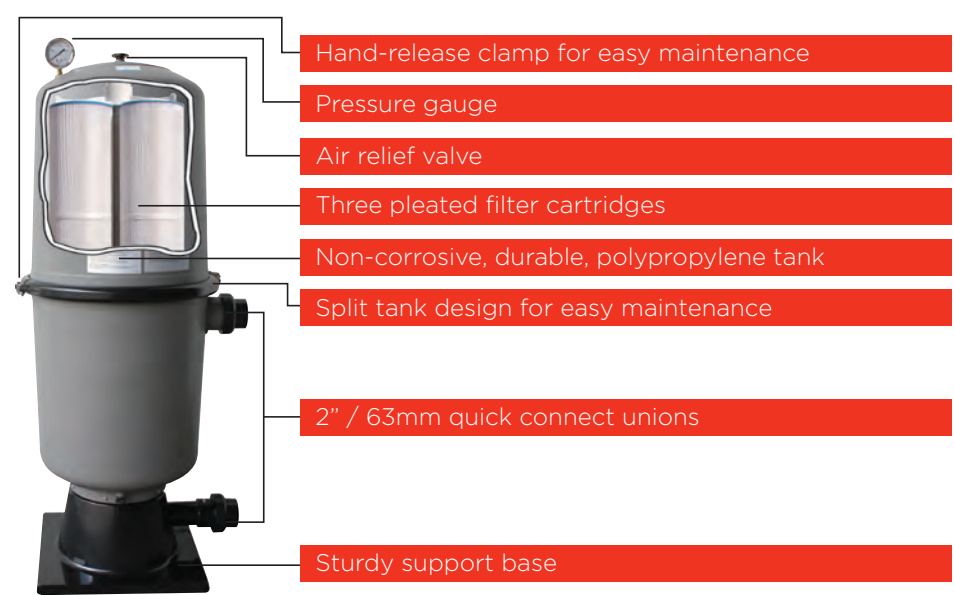 Hand-release clamp for easy maintenance
Pressure gauge
Air relief valve
Three pleated filter cartridges
Non-corrosive, durable, polypropylene tank
Split tank design for easy maintenance
2” / 63mm quick connect unions
Sturdy support base